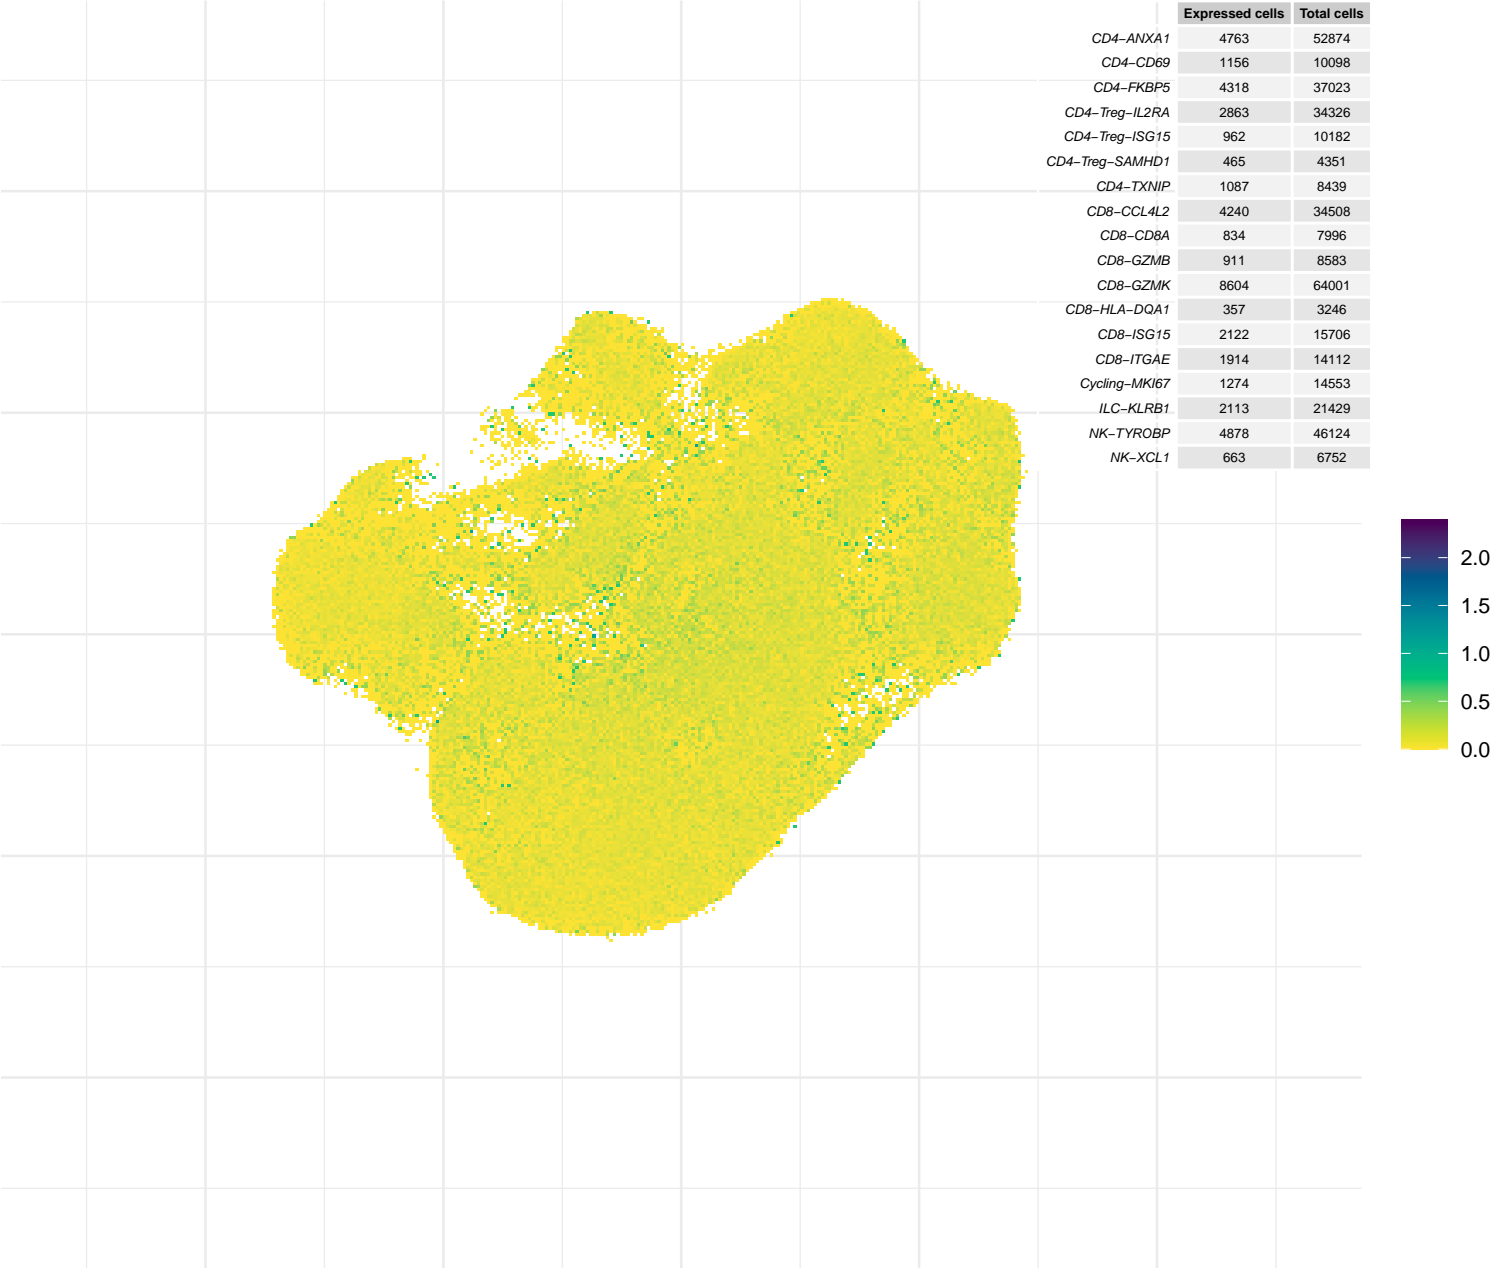 Expressed cells Total cells
CD4−ANXA1 4763 52874
CD4−CD69 1156 10098
CD4−FKBP5 4318 37023
CD4−Treg−IL2RA 2863 34326
CD4−Treg−ISG15 962 10182
CD4−Treg−SAMHD1 465 4351
CD4−TXNIP 1087 8439
CD8−CCL4L2 4240 34508
CD8−CD8A 834 7996
CD8−GZMB 911 8583
CD8−GZMK 8604 64001
CD8−HLA−DQA1 357 3246
CD8−ISG15 2122 15706
CD8−ITGAE 1914 14112
Cycling−MKI67 1274 14553
ILC−KLRB1 2113 21429
NK−TYROBP 4878 46124
NK−XCL1 663 6752
2.0
1.5
1.0
0.5
0.0